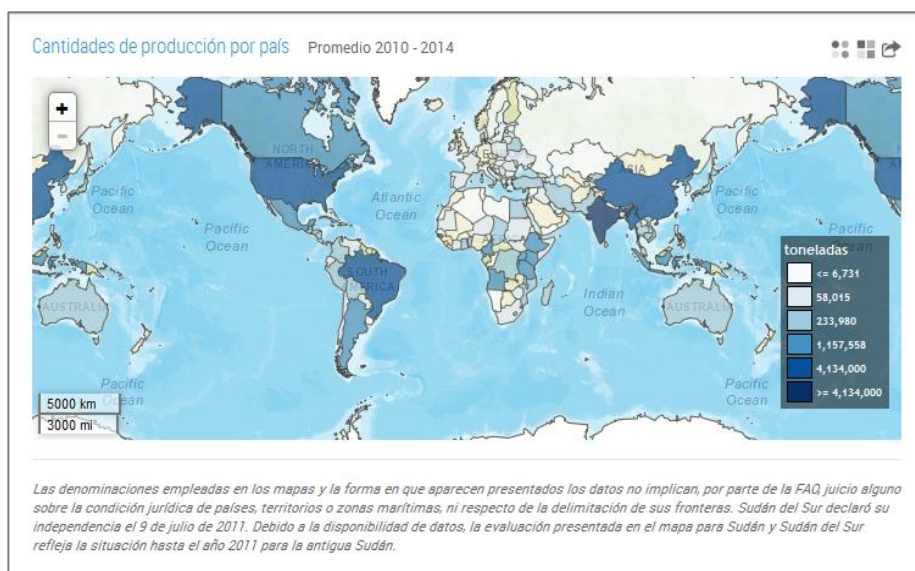 Cantidades de producción por país Promedio 2010 - 2014
+
−
NORTH
AMERICA
ASIA
Pacific
Ocean
Atlantic
Ocean
Pacific
Ocean
Pacific
Ocean
SOUTH
AMERICA
Indian
Ocean
AUSTRALIA
AUSTRALIA
Pacific
Ocean
Pacific
Ocean
toneladas
<= 6,731
58,015
233,980
1,157,558
4,134,000
>= 4,134,000
5000 km
3000 mi
Las denominaciones empleadas en los mapas y la forma en que aparecen presentados los datos no implican, por parte de la FAO, juicio alguno
sobre la condición jurídica de países, territorios o zonas marítimas, ni respecto de la delimitación de sus fronteras. Sudán del Sur declaró su
independencia el 9 de julio de 2011. Debido a la disponibilidad de datos, la evaluación presentada en el mapa para Sudán y Sudán del Sur
refleja la situación hasta el año 2011 para la antigua Sudán.